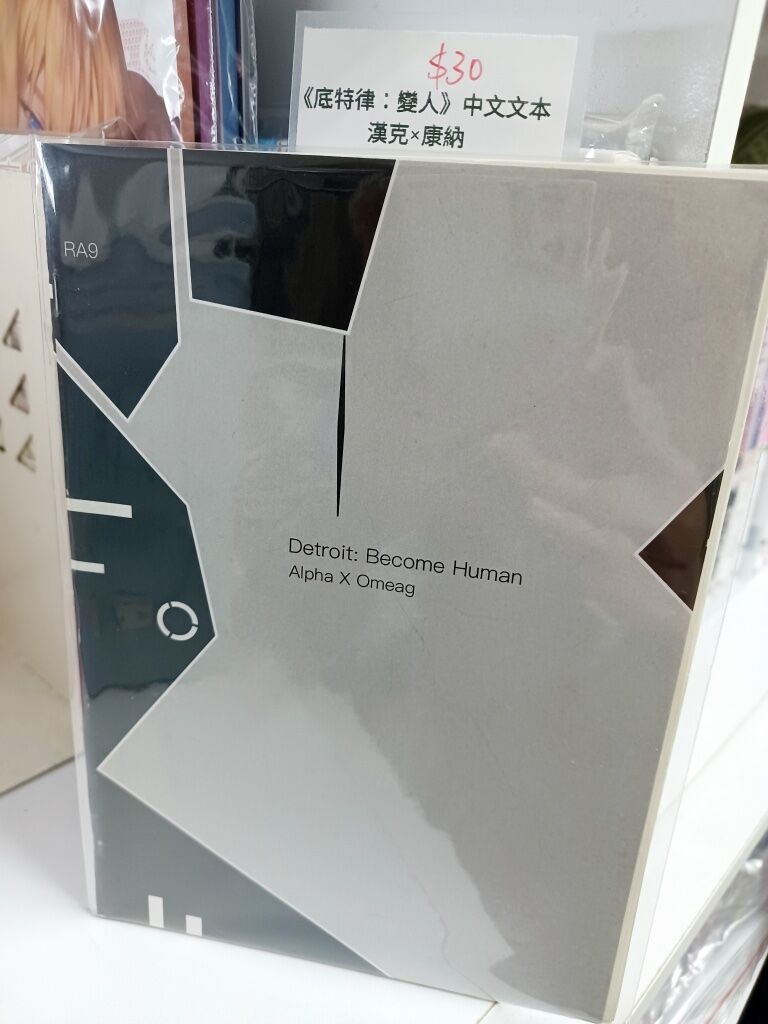 $30
《底特律：變人》中文文本
漢克×康納
RA9
Detroit: Become Human
Alpha X Omeag